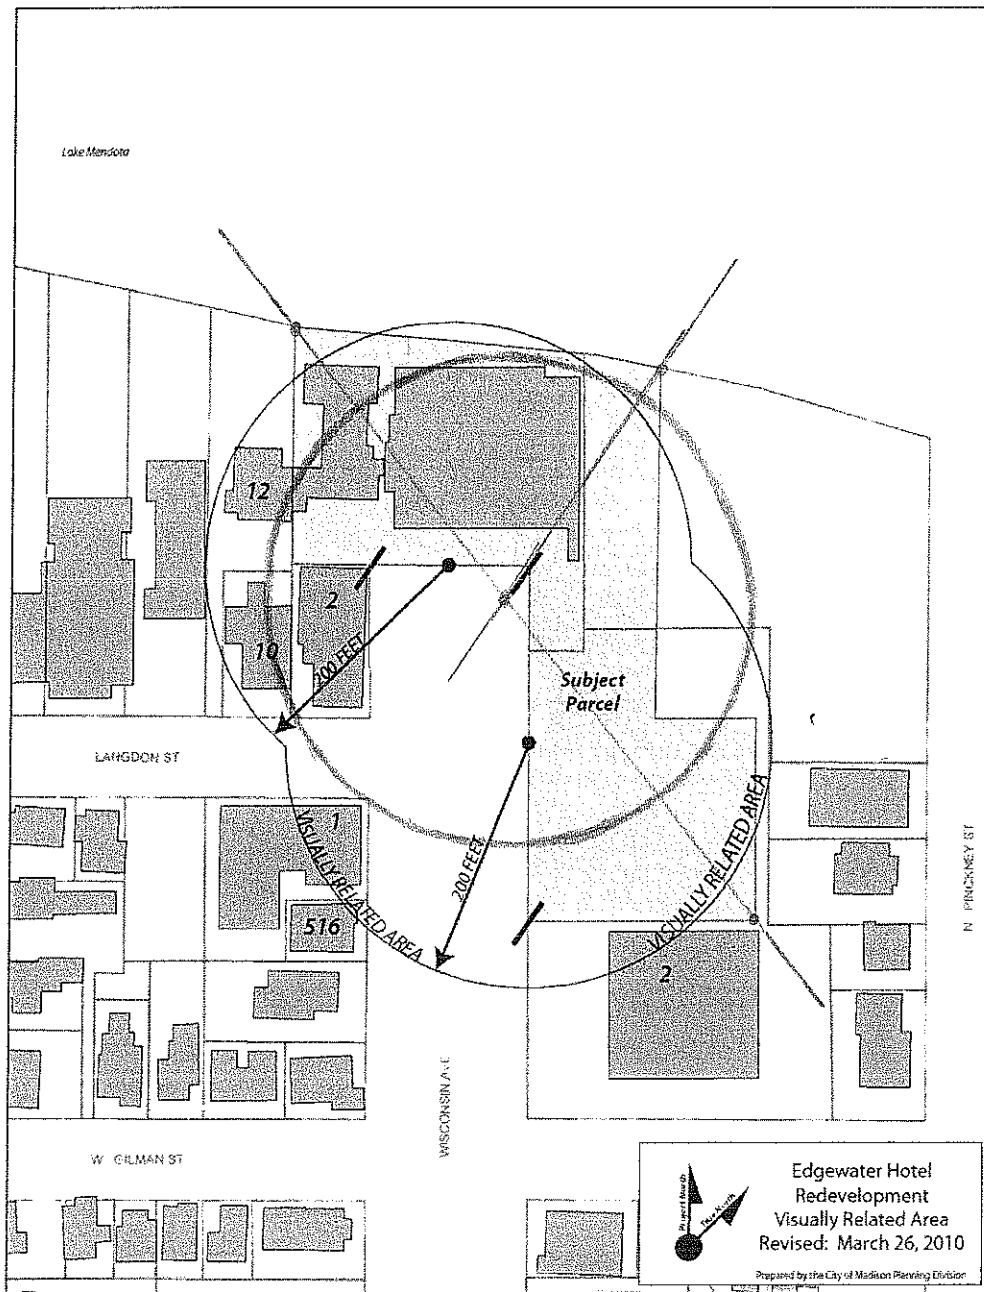 Lake Mendota
12
2
10
200 FEET
Subject
Parcel
LANGDON ST
1
VISUALLY RELATED AREA
200 FEET
VISUALLY RELATED AREA
516
2
N PINCKNEY ST
WISCONSIN AVE
W GILMAN ST
Project North
True North
Edgewater Hotel
Redevelopment
Visually Related Area
Revised: March 26, 2010
Prepared by the City of Madison Planning Division